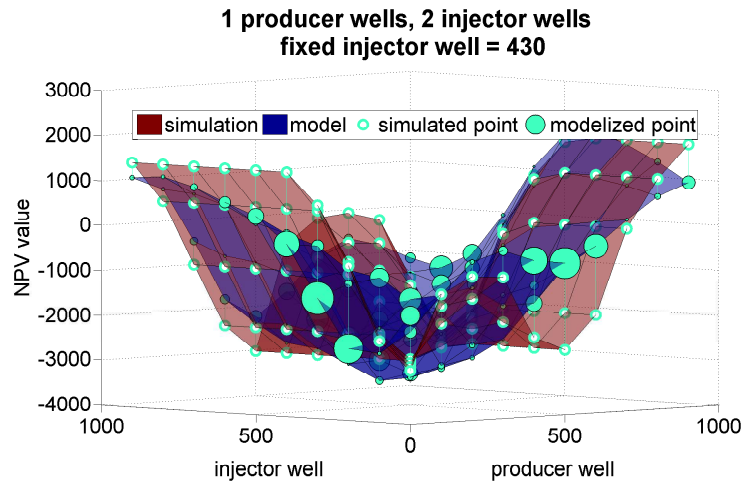 1 producer wells, 2 injector wells
fixed injector well = 430
simulation model simulated point modelized point
NPV value
3000
2000
1000
0
-1000
-2000
-3000
-4000
1000 500 0 500 1000
injector well producer well